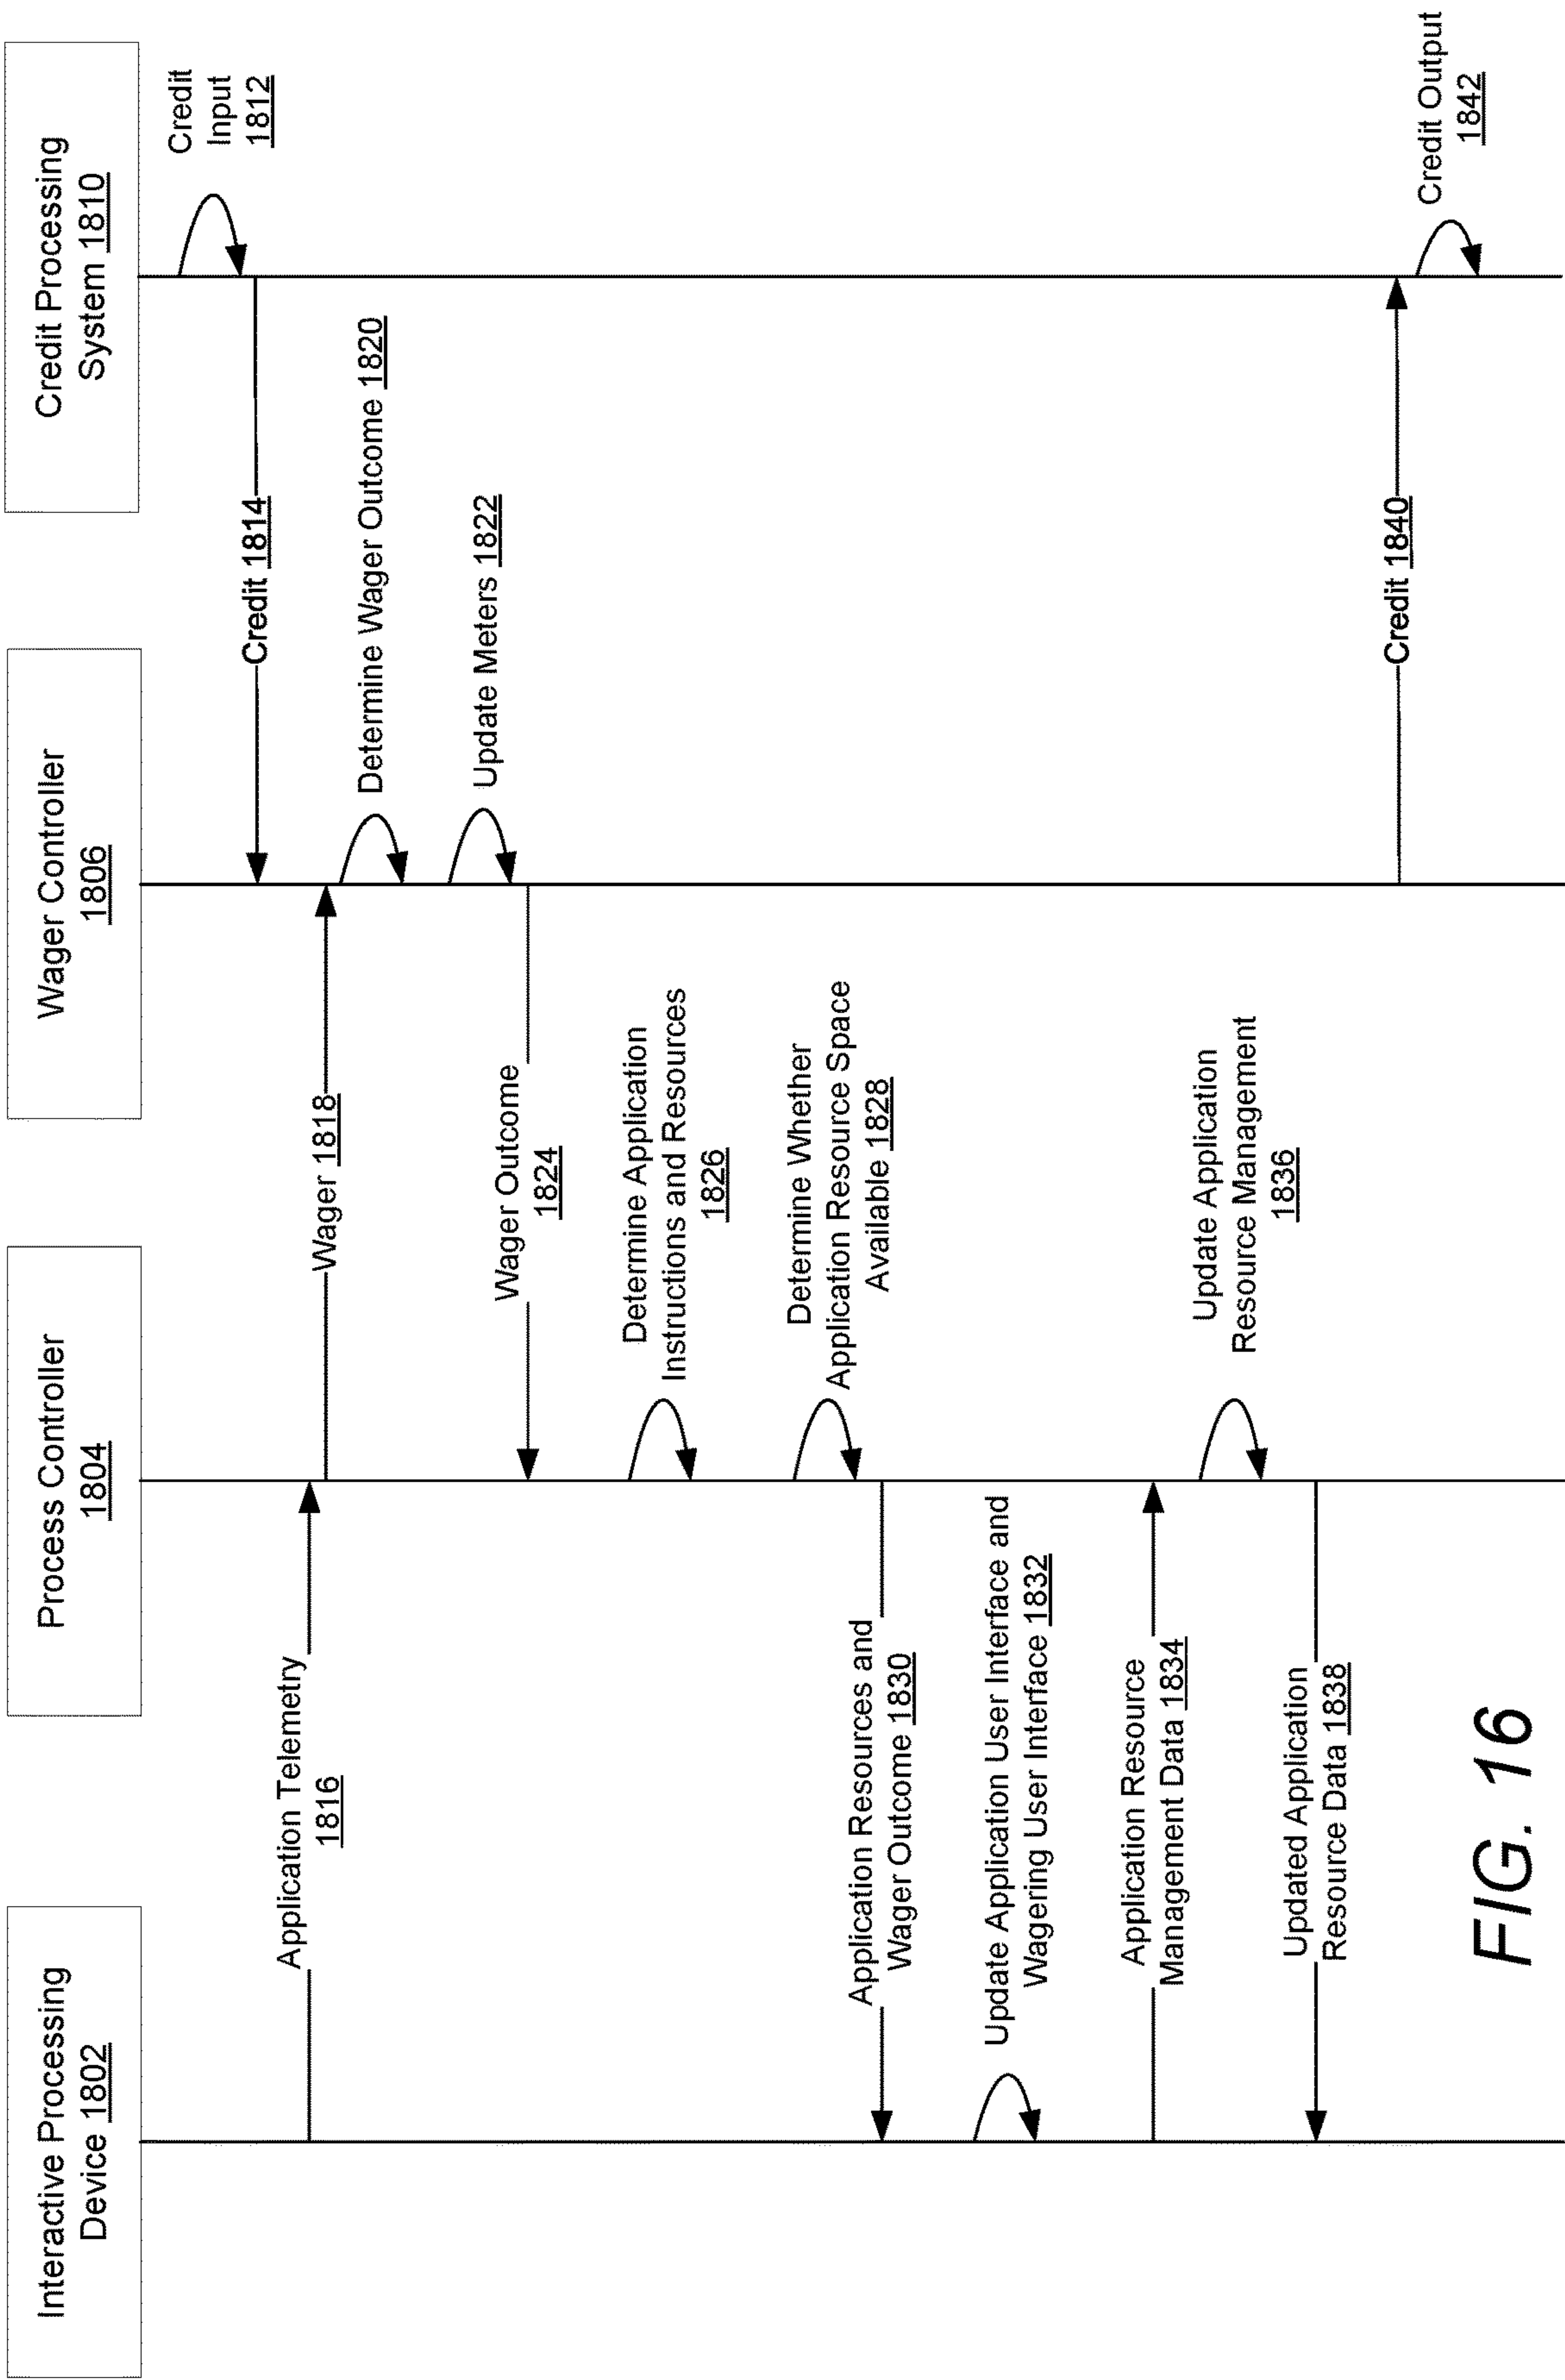 Interactive Processing
Device 1802
Process Controller
1804
Wager Controller
1806
Credit Processing
System 1810
Credit
Input
1812
Credit 1814
Application Telemetry
1816
Wager 1818
Determine Wager Outcome 1820
Update Meters 1822
Wager Outcome
1824
Determine Application
Instructions and Resources
1826
Determine Whether
Application Resource Space
Available 1828
Application Resources and
Wager Outcome 1830
Update Application User Interface and
Wagering User Interface 1832
Application Resource
Management Data 1834
Update Application
Resource Management
1836
Updated Application
Resource Data 1838
Credit 1840
Credit Output
1842
FIG. 16